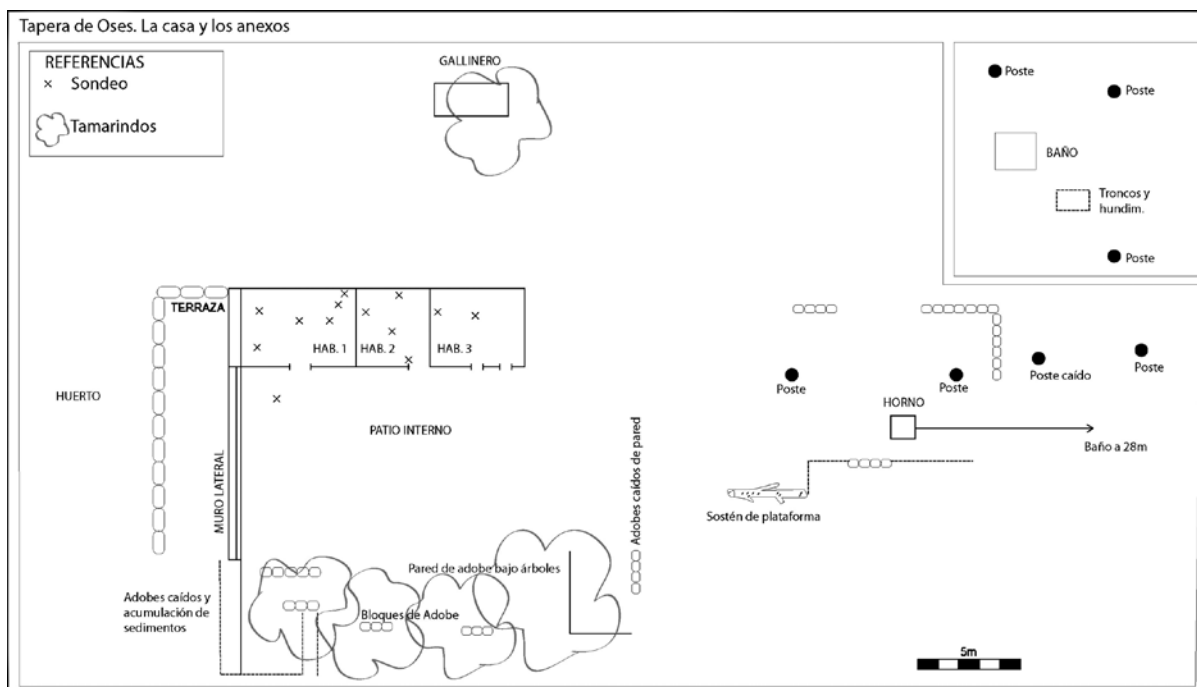 Tapera de Oses. La casa y los anexos
REFERENCIAS
Sondeo
Tamarindos
GALLINERO
Poste
Poste
BAÑO
Troncos y
hundim.
Poste
TERRAZA
HAB. 1
HAB. 2
HAB. 3
HUERTO
PATIO INTERNO
MURO LATERAL
Adobes caídos de pared
Poste
Poste
Poste caído
Poste
HORNO
Baño a 28m
Sostén de plataforma
Pared de adobe bajo árboles
Adobes caídos y
acumulación de
sedimentos
Bloques de Adobe
5m